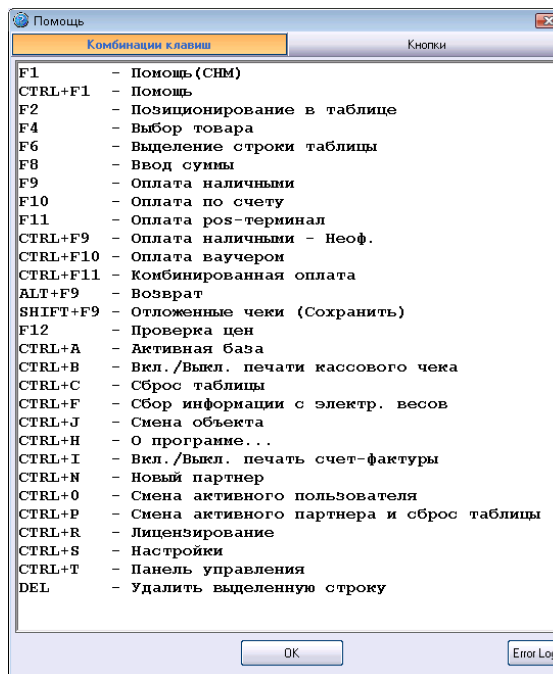 Помощь
Комбинации клавиш Кнопки
F1 - Помощь(CHM)
CTRL+F1 - Помощь
F2 - Позиционирование в таблице
F4 - Выбор товара
F6 - Выделение строки таблицы
F8 - Ввод суммы
F9 - Оплата наличными
F10 - Оплата по счету
F11 - Оплата pos-терминал
CTRL+F9 - Оплата наличными - Неоф.
CTRL+F10 - Оплата ваучером
CTRL+F11 - Комбинированная оплата
ALT+F9 - Возврат
SHIFT+F9 - Отложенные чеки (Сохранить)
F12 - Проверка цен
CTRL+A - Активная база
CTRL+B - Вкл./Выкл. печати кассового чека
CTRL+C - Сброс таблицы
CTRL+F - Сбор информации с электр. весов
CTRL+J - Смена объекта
CTRL+H - О программе...
CTRL+I - Вкл./Выкл. печать счет-фактуры
CTRL+N - Новый партнер
CTRL+O - Смена активного пользователя
CTRL+P - Смена активного партнера и сброс таблицы
CTRL+R - Лицензирование
CTRL+S - Настройки
CTRL+T - Панель управления
DEL - Удалить выделенную строку
OK Error Log